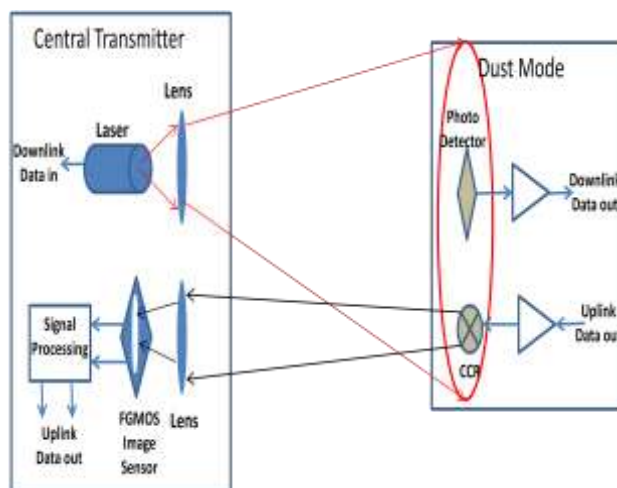 Central Transmitter
Lens
Laser
Downlink
Data in
Signal
Processing
Uplink
Data out
FGMOS
Image
Sensor
Lens
Dust Mode
Photo
Detector
Downlink
Data out
Uplink
Data out
CCR